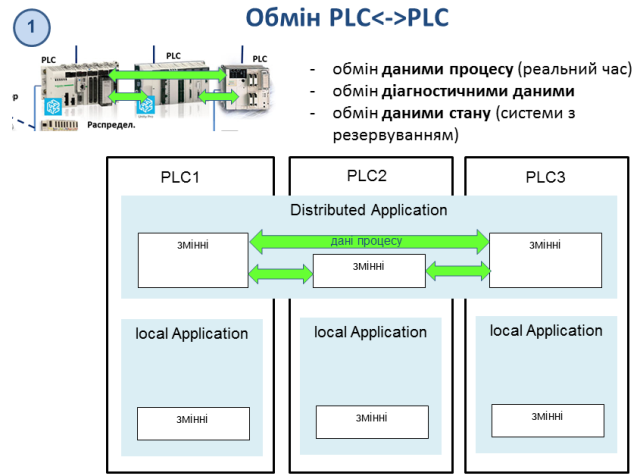 1
Обмін PLC<->PLC
PLC
PLC
PLC
ер
Распредел.
- обмін даними процесу (реальний час)
- обмін діагностичними даними
- обмін даними стану (системи з
резервуванням)
PLC1
PLC2
PLC3
Distributed Application
змінні
дані процесу
змінні
змінні
local Application
local Application
local Application
змінні
змінні
змінні